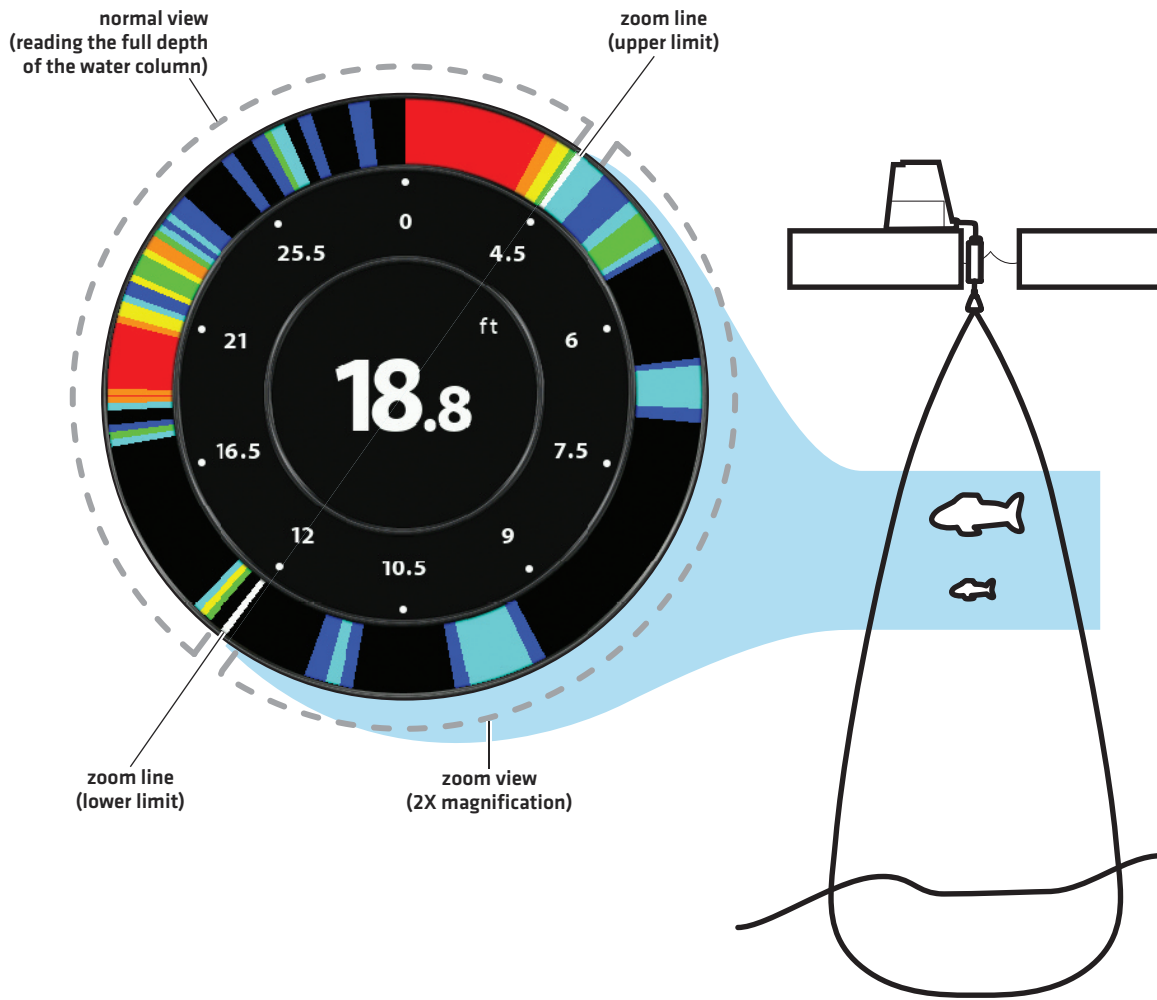 normal view
(reading the full depth
of the water column)
zoom line
(upper limit)
0
4.5
6
7.5
9
10.5
12
16.5
21
25.5
ft
18.8
zoom line
(lower limit)
zoom view
(2X magnification)